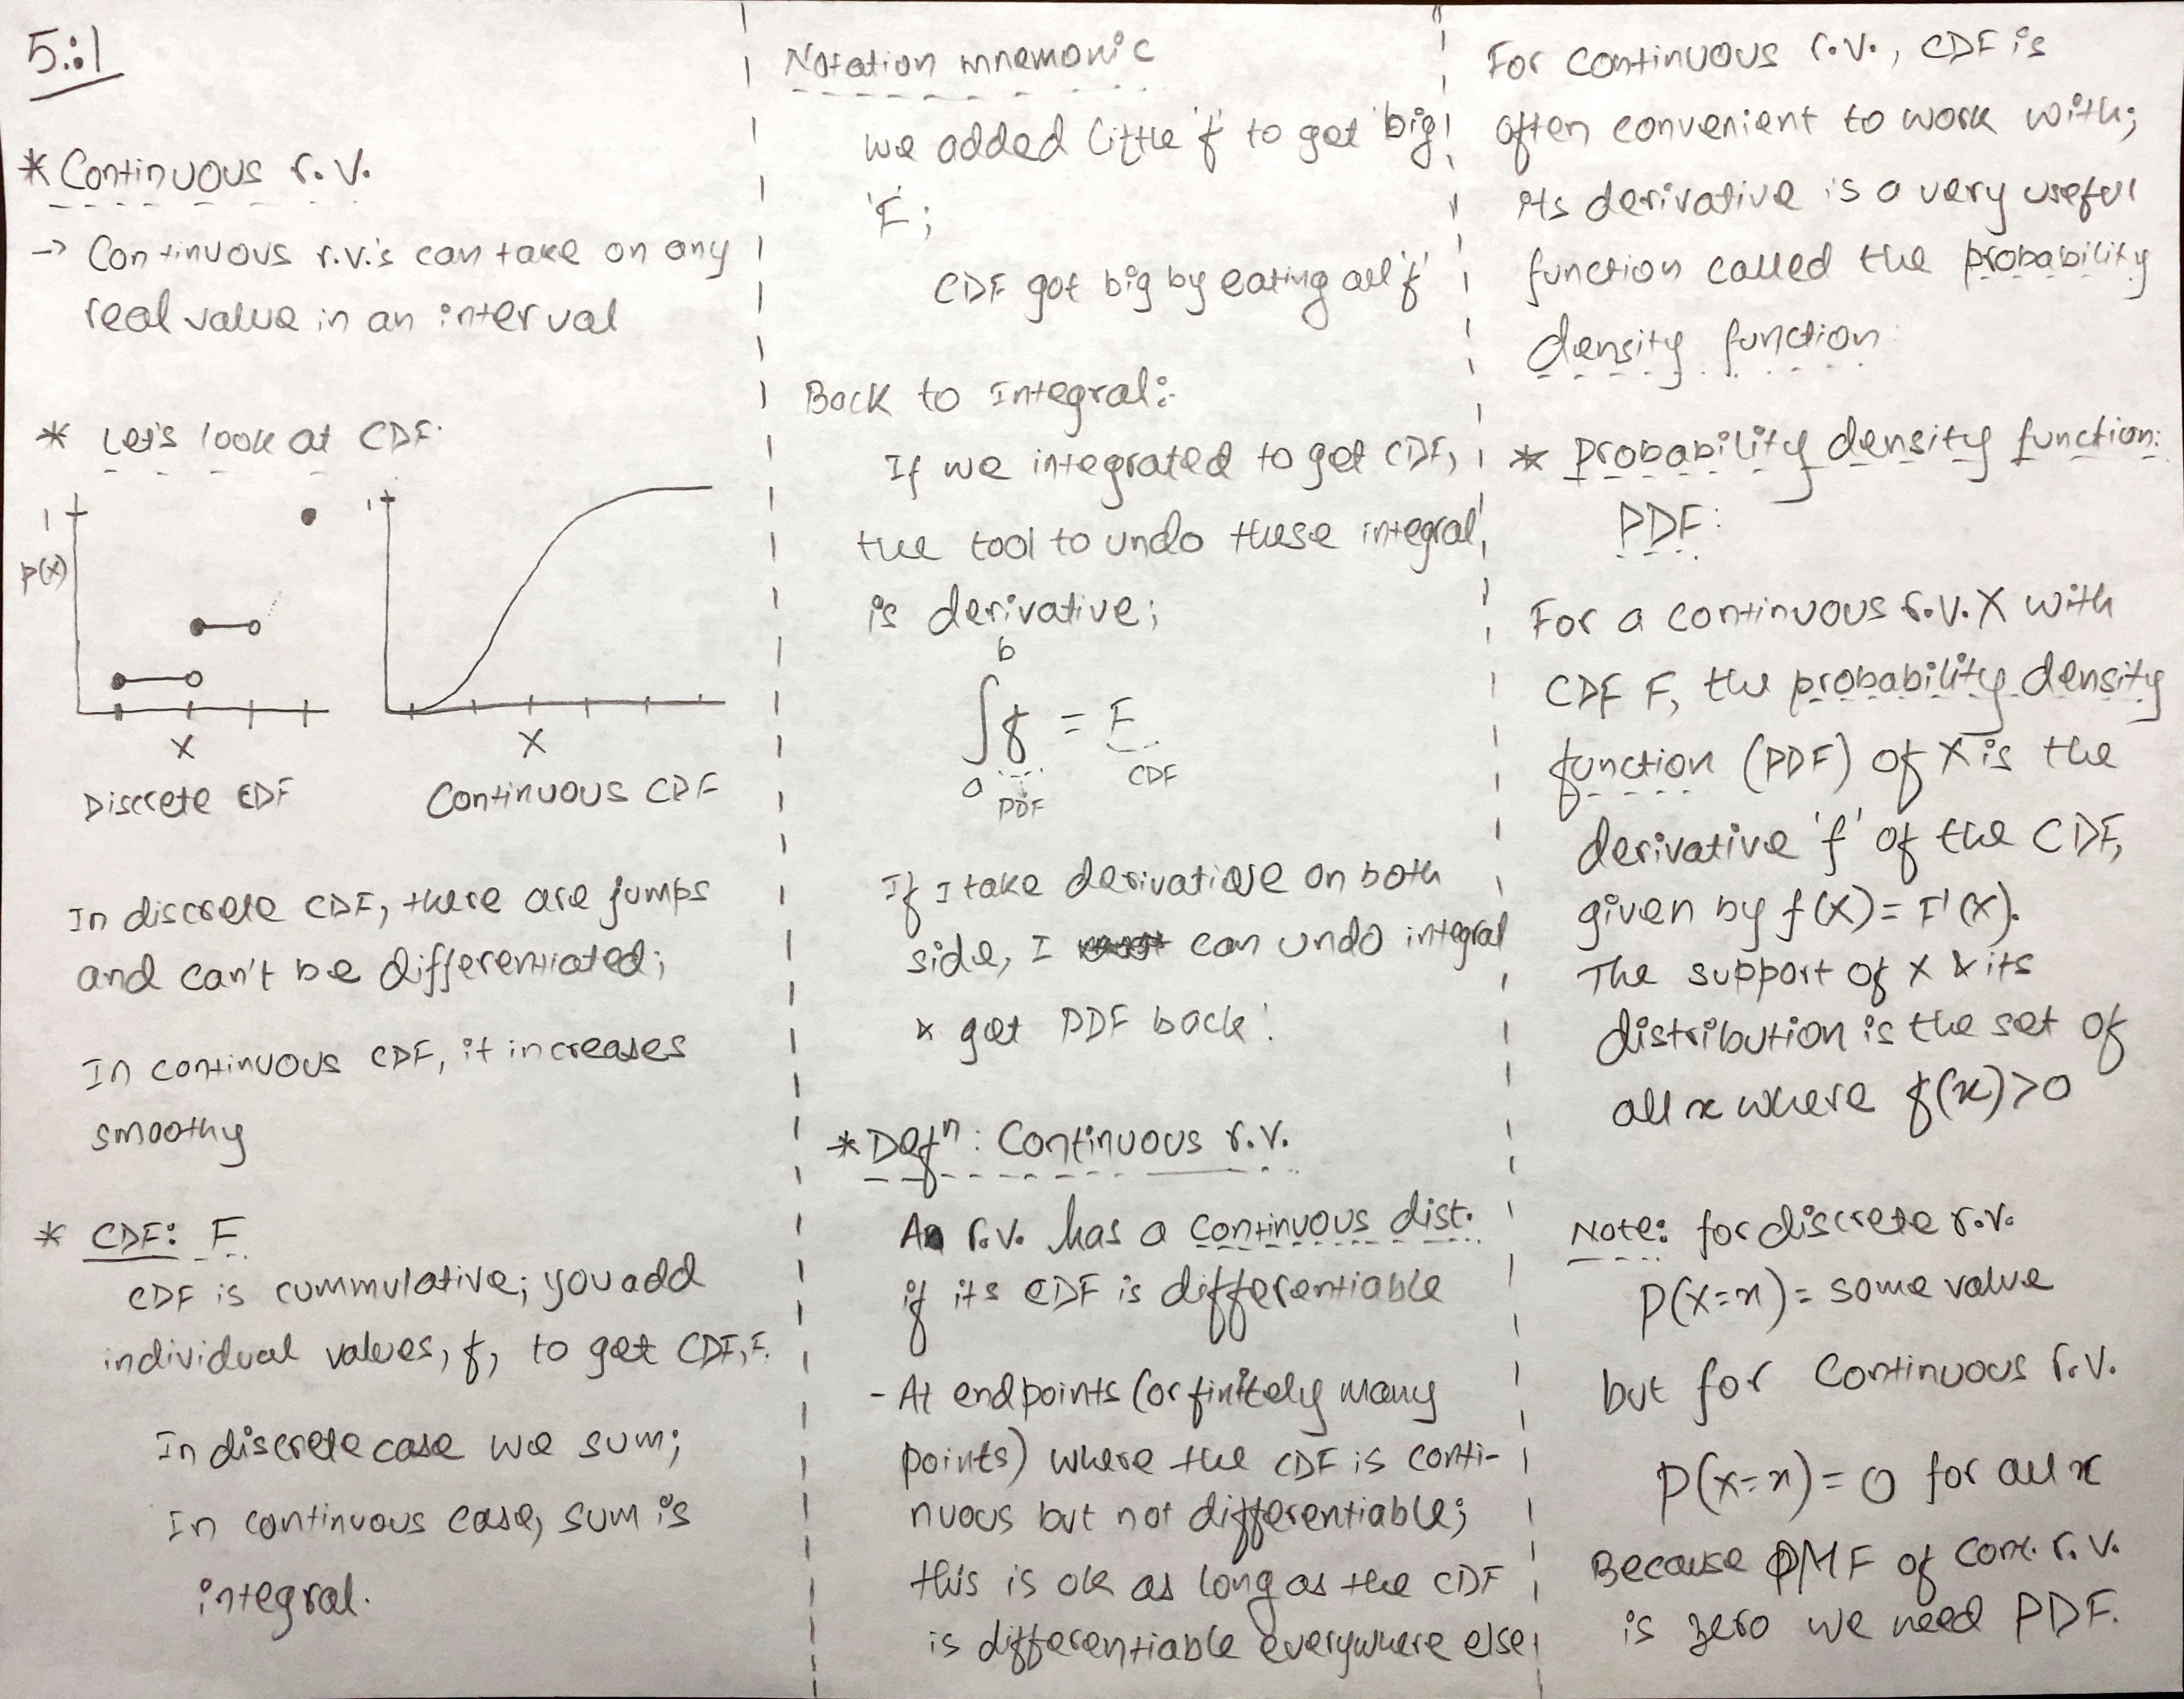 5:1
* Continuous r.v.
→ Continuous r.v.'s can take on any
real value in an interval
* Let's look at CDF
1
P(X)
X
Discrete CDF
1
X
Continuous CDF
In discrete CDF, there are jumps
and can't be differentiated;
In continuous CDF, it increases
smoothy
* CDF: F
CDF is cummulative; you add
individual values, f, to get CDF, F.
In discrete case we sum;
In continuous case, sum is
integral.
Notation mnemonic
we added little 'f' to get 'big
'F';
CDF got big by eating all 'f'
Back to Integral:-
If we integrated to get CDF,
the tool to undo these integral
is derivative;
b
∫f = F
a PDF CDF
If I take derivative on both
side, I can undo integral
& get PDF back!
* Defn: Continuous r.v.
An r.v. has a continuous dist.
if its CDF is differentiable
- At endpoints (or finitely many
points) where the CDF is conti-
nuous but not differentiable;
this is ok as long as the CDF
is differentiable everywhere else
For continuous r.v., CDF is
often convenient to work with;
its derivative is a very useful
function called the probability
density function
* Probability density function:
PDF:
For a continuous r.v. X with
CDF F, the probability density
function (PDF) of X is the
derivative 'f' of the CDF,
given by f(X) = F'(X).
The support of X & its
distribution is the set of
all x where f(x)>0
Note: for discrete r.v.
P(X=x) = some value
but for Continuous r.v.
P(X=x) = 0 for all x
Because PMF of cont. r.v.
is zero we need PDF.